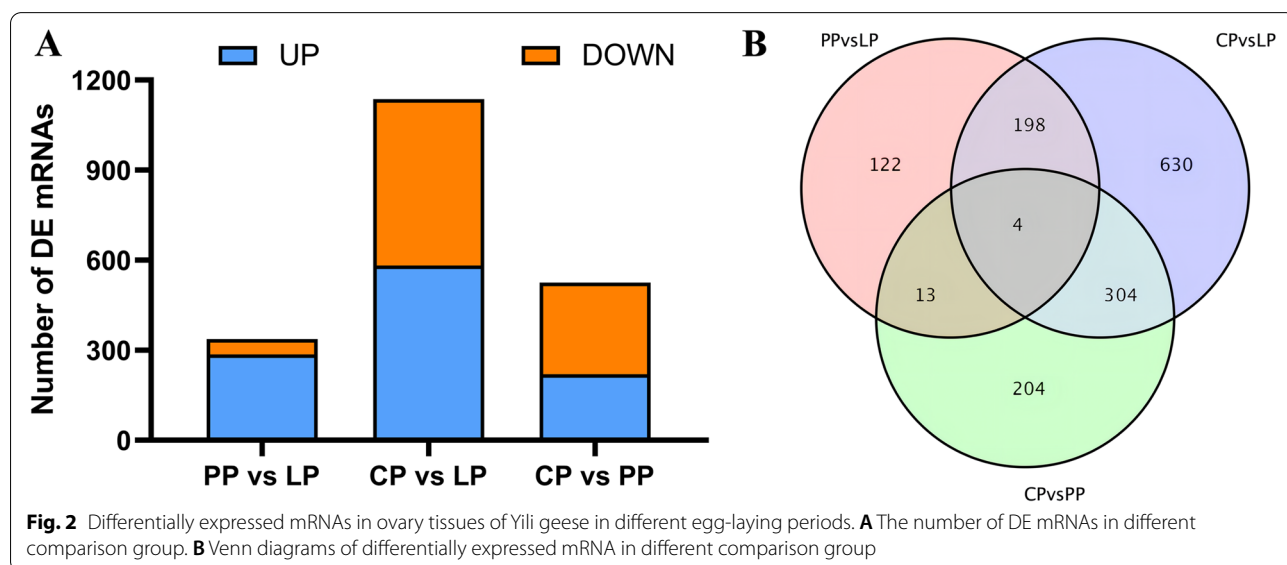 A
UP
DOWN
Number of DE mRNAs
1200
900
600
300
0
PP vs LP
CP vs LP
CP vs PP
B
PPvsLP
CPvsLP
198
122
630
4
13
304
204
CPvsPP
Fig. 2 Differentially expressed mRNAs in ovary tissues of Yili geese in different egg-laying periods. A The number of DE mRNAs in different
comparison group. B Venn diagrams of differentially expressed mRNA in different comparison group